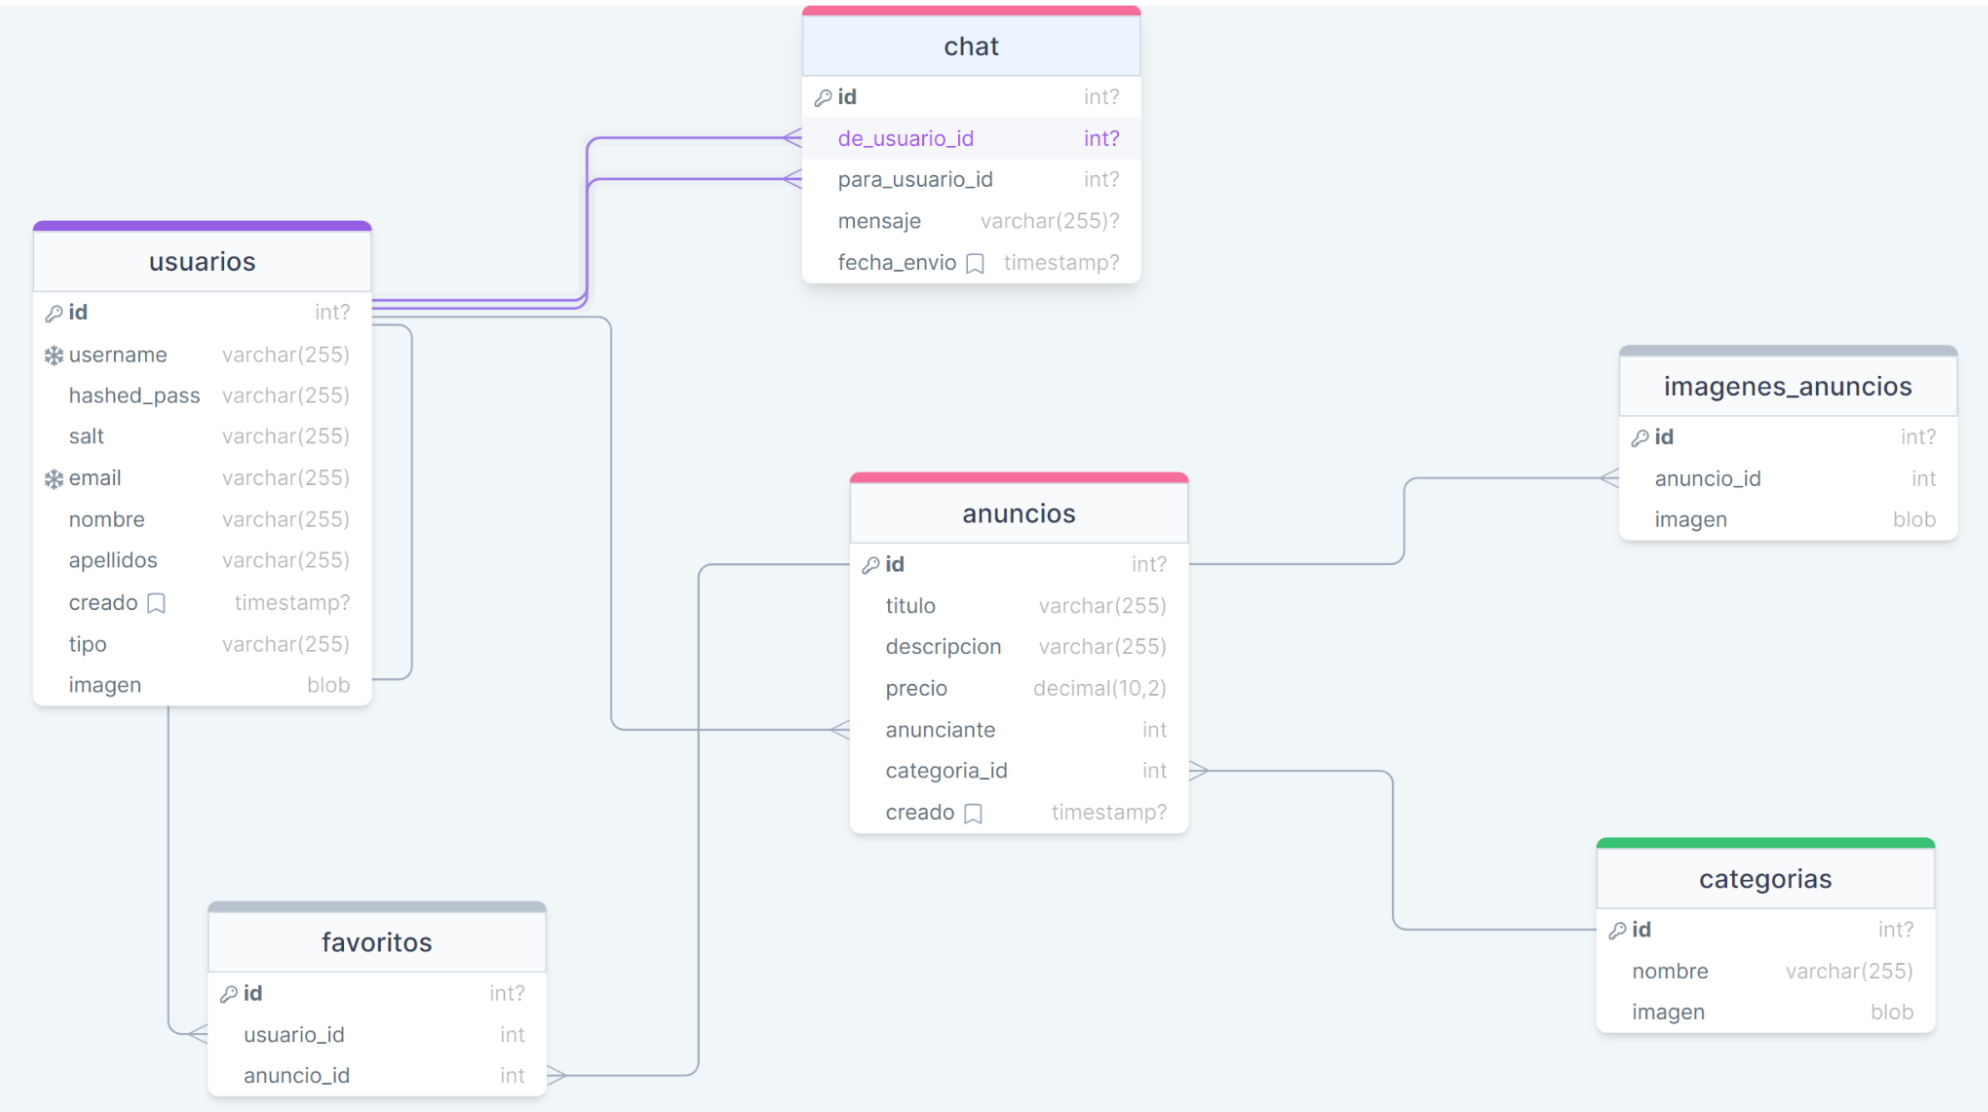 chat
id int?
de_usuario_id int?
para_usuario_id int?
mensaje varchar(255)?
fecha_envio timestamp?
usuarios
id int?
username varchar(255)
hashed_pass varchar(255)
salt varchar(255)
email varchar(255)
nombre varchar(255)
apellidos varchar(255)
creado timestamp?
tipo varchar(255)
imagen blob
imagenes_anuncios
id int?
anuncio_id int
imagen blob
anuncios
id int?
titulo varchar(255)
descripcion varchar(255)
precio decimal(10,2)
anunciante int
categoria_id int
creado timestamp?
categorias
id int?
nombre varchar(255)
imagen blob
favoritos
id int?
usuario_id int
anuncio_id int